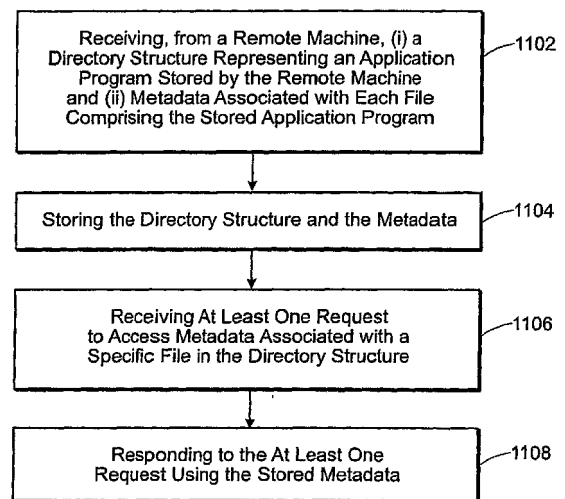 Receiving, from a Remote Machine, (i) a
Directory Structure Representing an Application
Program Stored by the Remote Machine
and (ii) Metadata Associated with Each File
Comprising the Stored Application Program
1102
Storing the Directory Structure and the Metadata
1104
Receiving At Least One Request
to Access Metadata Associated with a
Specific File in the Directory Structure
1106
Responding to the At Least One
Request Using the Stored Metadata
1108